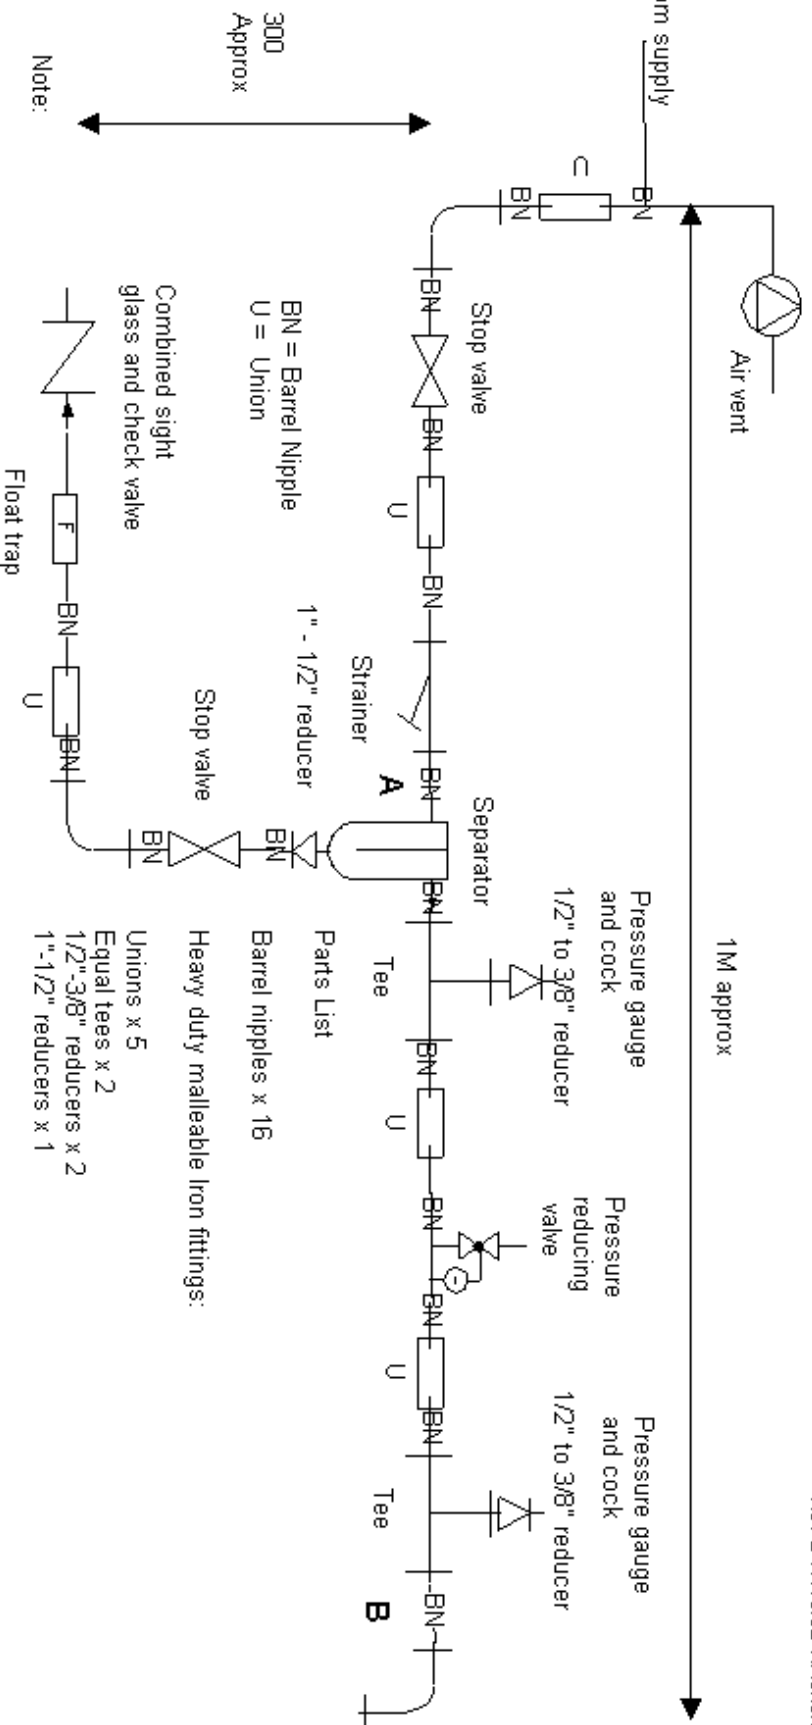 om supply
Air vent
1M approx
BN
U
BN
300
Approx
Note:
Stop valve
BN
BN
U
BN
BN = Barrel Nipple
U = Union
Strainer
1" - 1/2" reducer
A
BN
Separator
BN
Pressure gauge
and cock
1/2" to 3/8" reducer
Tee
BN
U
BN
Pressure
reducing
valve
BN
U
BN
Pressure gauge
and cock
1/2" to 3/8" reducer
Tee
BN
B
Combined sight
glass and check valve
F
Float trap
BN
U
BN
Stop valve
BN
BN
Parts List
Barrel nipples x 16
Heavy duty malleable Iron fittings:
Unions x 5
Equal tees x 2
1/2"-3/8" reducers x 2
1"-1/2" reducers x 1